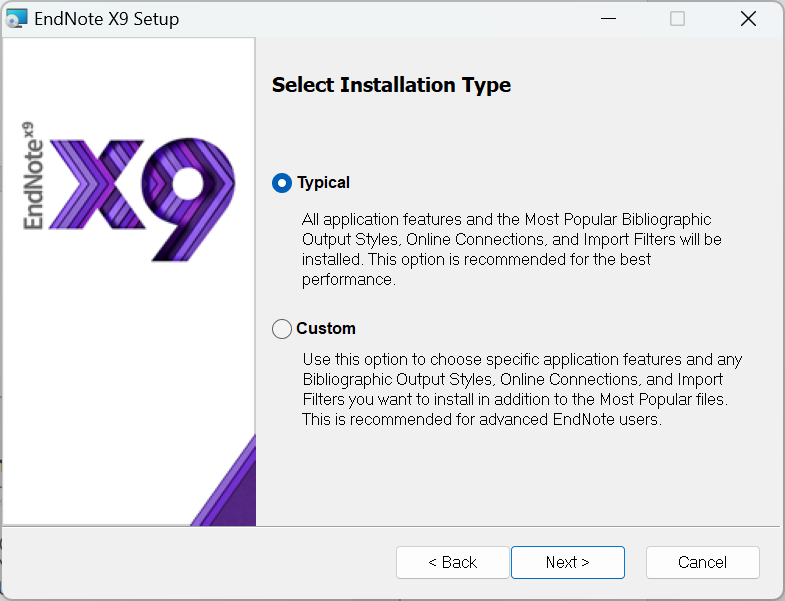 EndNote X9 Setup
EndNote x9
X9
Select Installation Type
Typical
All application features and the Most Popular Bibliographic
Output Styles, Online Connections, and Import Filters will be
installed. This option is recommended for the best
performance.
Custom
Use this option to choose specific application features and any
Bibliographic Output Styles, Online Connections, and Import
Filters you want to install in addition to the Most Popular files.
This is recommended for advanced EndNote users.
< Back
Next >
Cancel